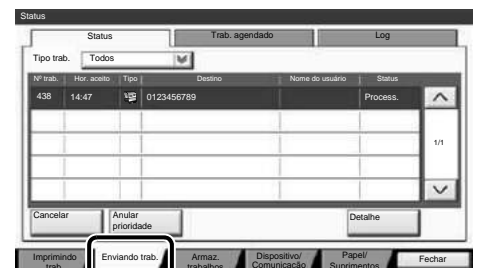 Status
Status Trab. agendado Log
Tipo trab. Todos
Nº trab. Hor. aceito Tipo Destino Nome do usuário Status
438 14:47 0123456789 Process.
1/1
Cancelar Anular prioridade Detalhe
Imprimindo trab. Enviando trab. Armaz. trabalhos Dispositivo/ Comunicação Papel/ Suprimentos Fechar